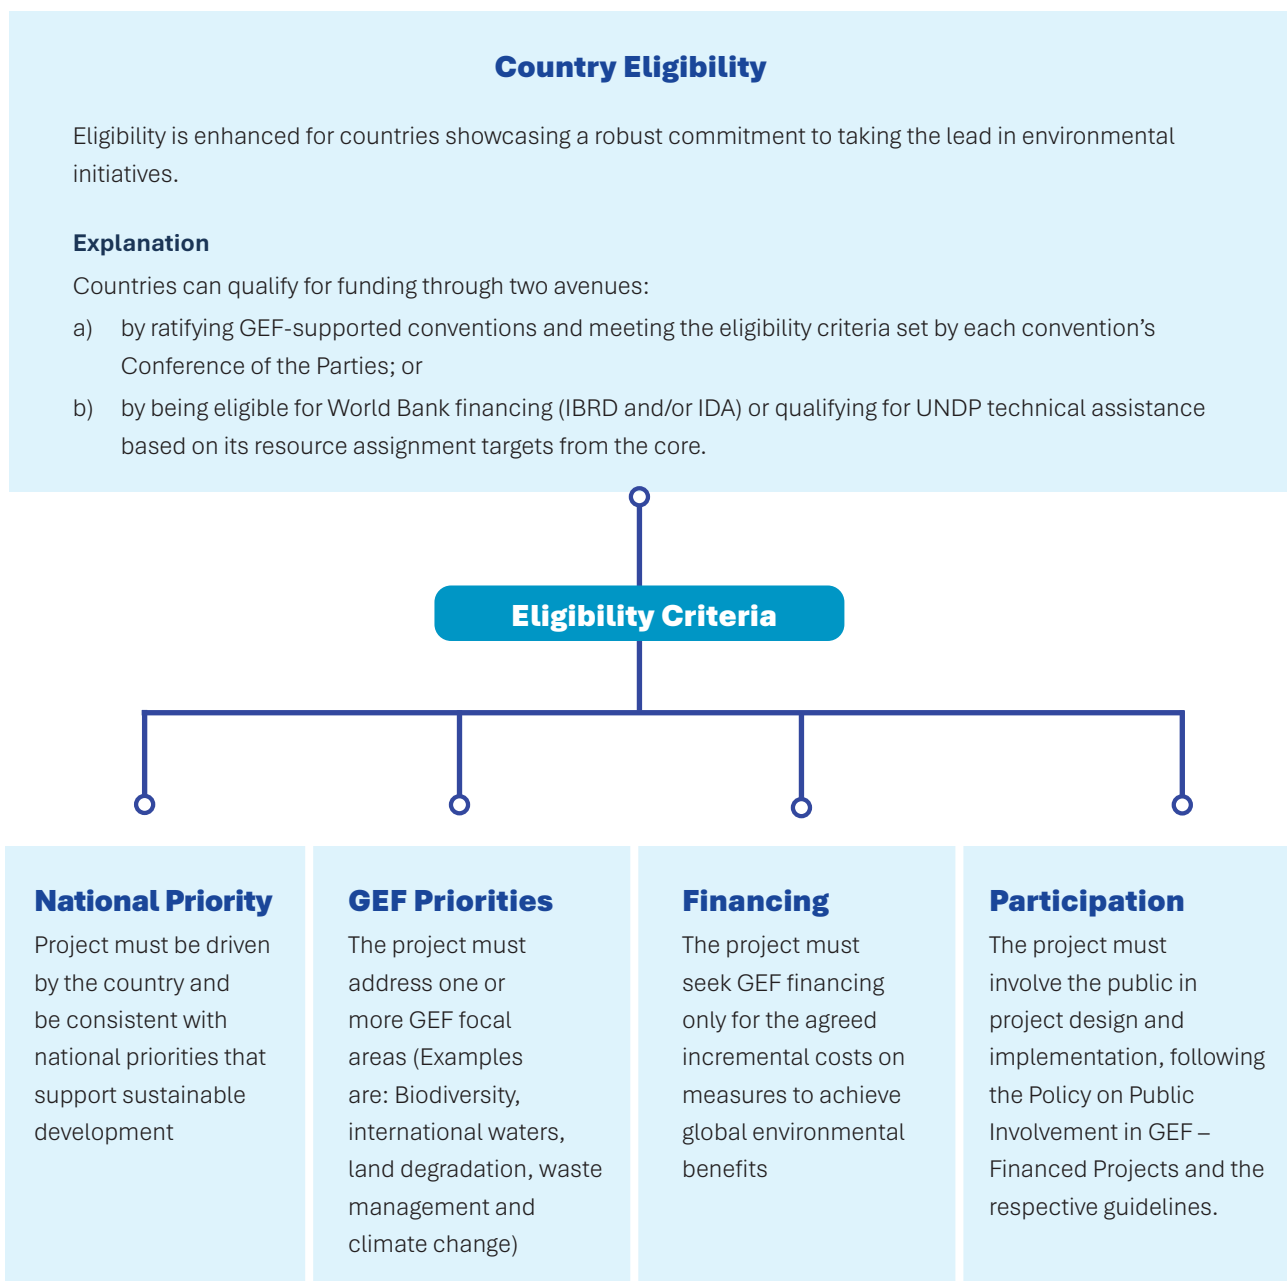 Country Eligibility
Eligibility is enhanced for countries showcasing a robust commitment to taking the lead in environmental
initiatives.
Explanation
Countries can qualify for funding through two avenues:
a) by ratifying GEF-supported conventions and meeting the eligibility criteria set by each convention’s
Conference of the Parties; or
b) by being eligible for World Bank financing (IBRD and/or IDA) or qualifying for UNDP technical assistance
based on its resource assignment targets from the core.
Eligibility Criteria
National Priority
Project must be driven
by the country and
be consistent with
national priorities that
support sustainable
development
GEF Priorities
The project must
address one or
more GEF focal
areas (Examples
are: Biodiversity,
international waters,
land degradation, waste
management and
climate change)
Financing
The project must
seek GEF financing
only for the agreed
incremental costs on
measures to achieve
global environmental
benefits
Participation
The project must
involve the public in
project design and
implementation, following
the Policy on Public
Involvement in GEF –
Financed Projects and the
respective guidelines.